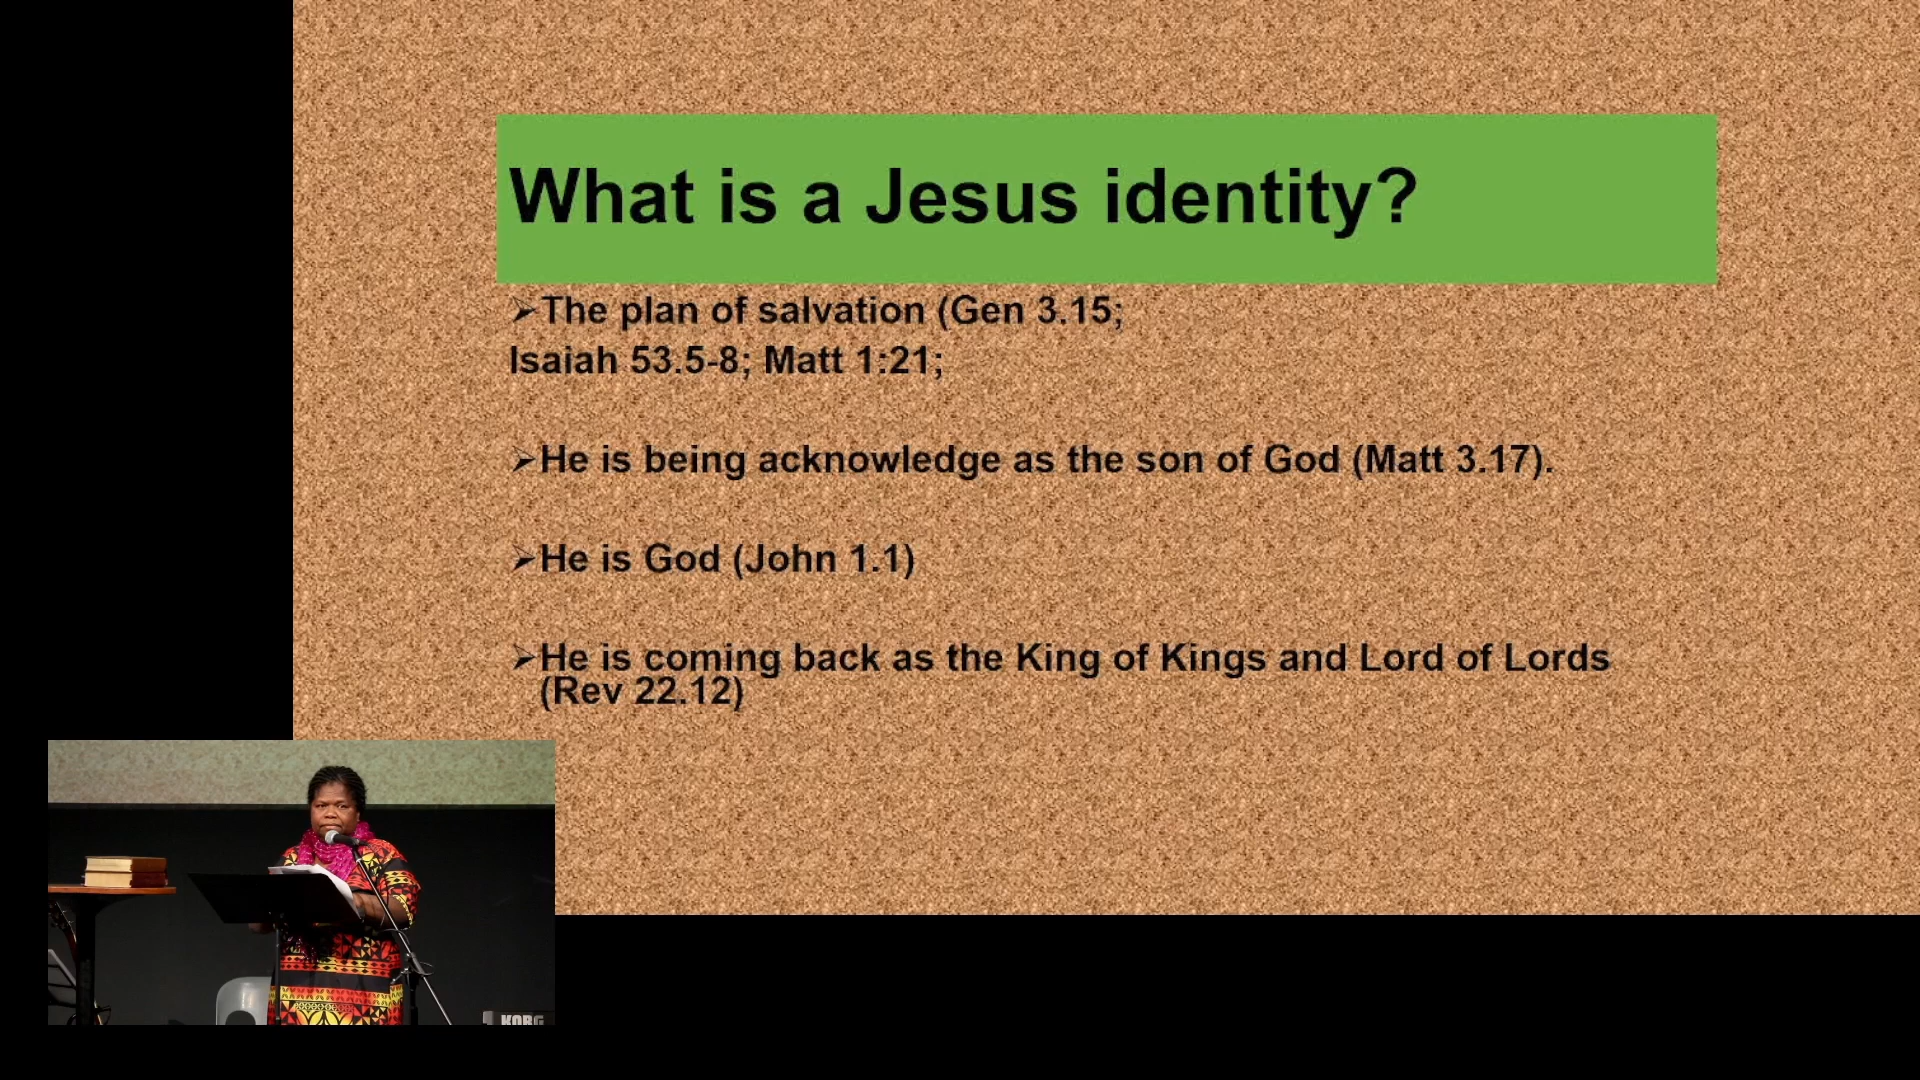 What is a Jesus identity?
➢The plan of salvation (Gen 3.15;
Isaiah 53.5-8; Matt 1:21;
➢He is being acknowledge as the son of God (Matt 3.17).
➢He is God (John 1.1)
➢He is coming back as the King of Kings and Lord of Lords
(Rev 22.12)
KORG